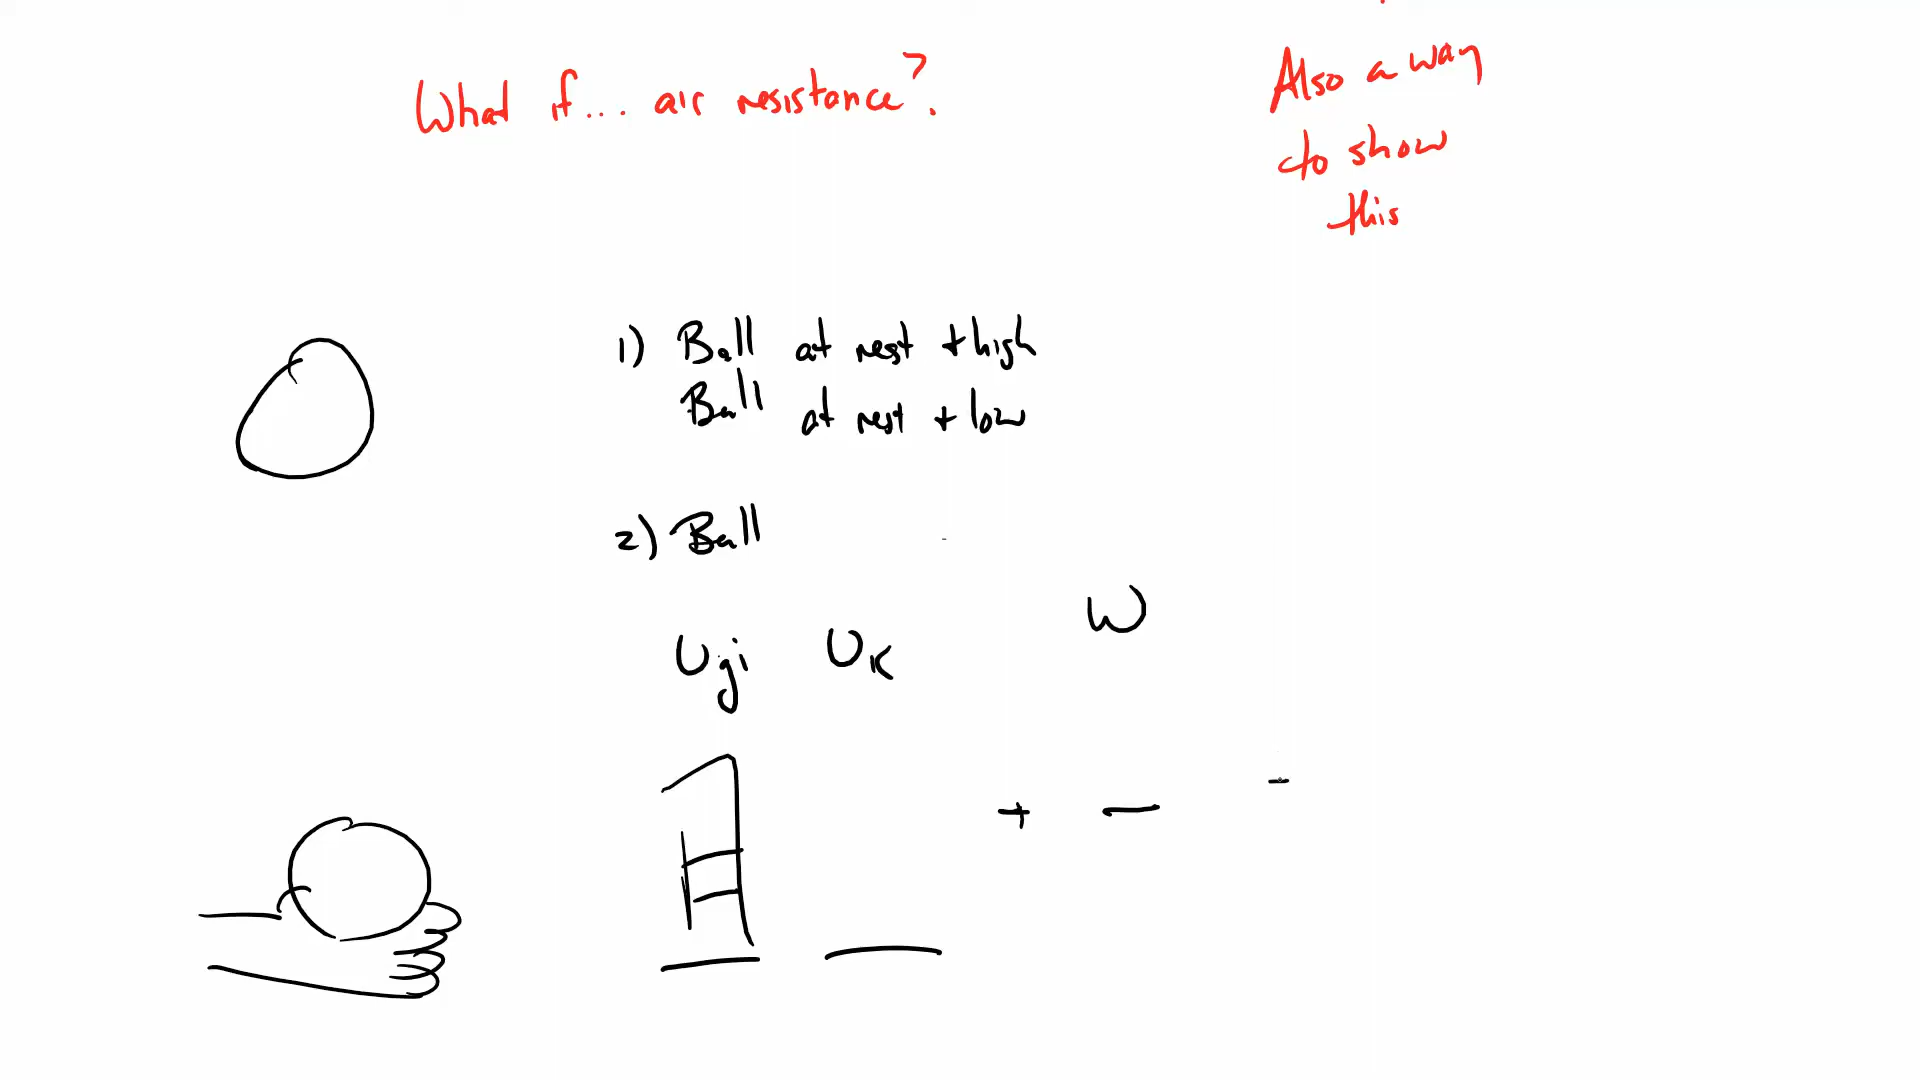 What if... air resistance?
Also a way
to show
this
1) Ball at rest + high
Ball at rest + low
2) Ball
W
Ugi UK
+ — =